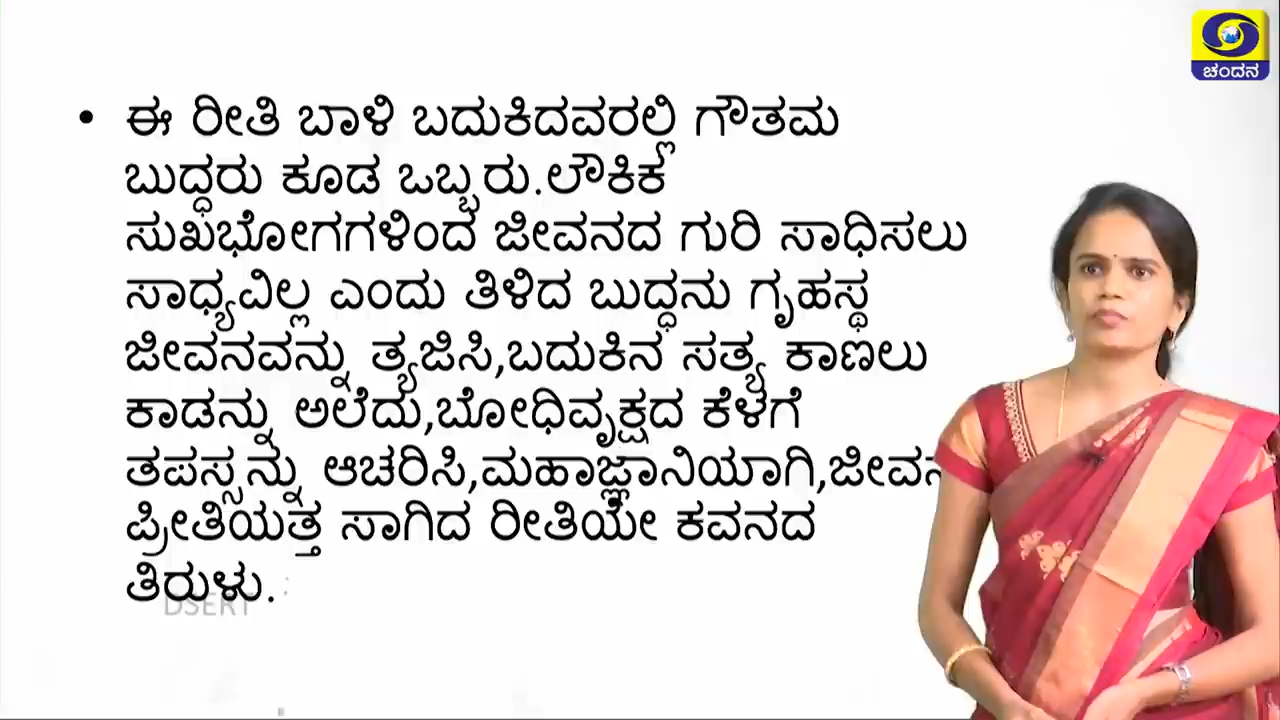 ಚಂದನ
• ಈ ರೀತಿ ಬಾಳಿ ಬದುಕಿದವರಲ್ಲಿ ಗೌತಮ
ಬುದ್ಧರು ಕೂಡ ಒಬ್ಬರು.ಲೌಕಿಕ
ಸುಖಭೋಗಗಳಿಂದ ಜೀವನದ ಗುರಿ ಸಾಧಿಸಲು
ಸಾಧ್ಯವಿಲ್ಲ ಎಂದು ತಿಳಿದ ಬುದ್ಧನು ಗೃಹಸ್ಥ
ಜೀವನವನ್ನು ತ್ಯಜಿಸಿ,ಬದುಕಿನ ಸತ್ಯ ಕಾಣಲು
ಕಾಡನ್ನು ಅಲೆದು,ಬೋಧಿವೃಕ್ಷದ ಕೆಳಗೆ
ತಪಸ್ಸನ್ನು ಆಚರಿಸಿ,ಮಹಾಜ್ಞಾನಿಯಾಗಿ,ಜೀವನ
ಪ್ರೀತಿಯತ್ತ ಸಾಗಿದ ರೀತಿಯೇ ಕವನದ
ತಿರುಳು.
DSERT